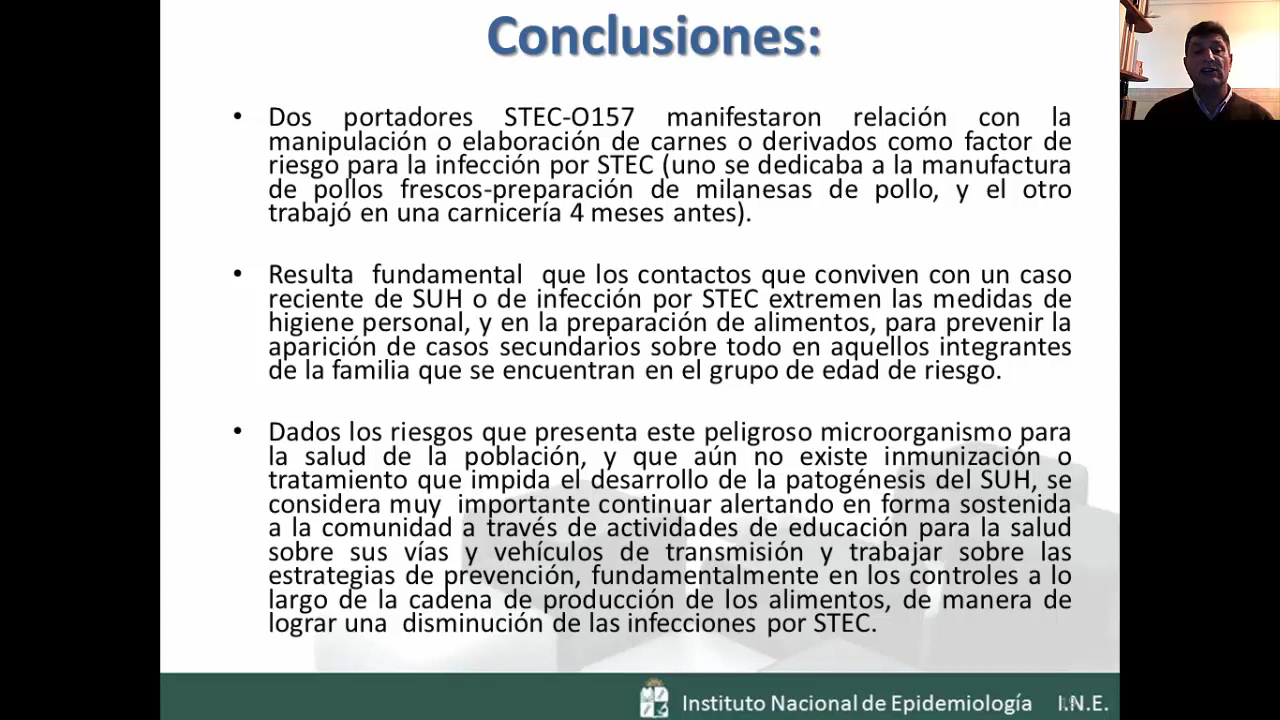 Conclusiones:
• Dos portadores STEC-O157 manifestaron relación con la
manipulación o elaboración de carnes o derivados como factor de
riesgo para la infección por STEC (uno se dedicaba a la manufactura
de pollos frescos-preparación de milanesas de pollo, y el otro
trabajó en una carnicería 4 meses antes).
• Resulta fundamental que los contactos que conviven con un caso
reciente de SUH o de infección por STEC extremen las medidas de
higiene personal, y en la preparación de alimentos, para prevenir la
aparición de casos secundarios sobre todo en aquellos integrantes
de la familia que se encuentran en el grupo de edad de riesgo.
• Dados los riesgos que presenta este peligroso microorganismo para
la salud de la población, y que aún no existe inmunización o
tratamiento que impida el desarrollo de la patogénesis del SUH, se
considera muy importante continuar alertando en forma sostenida
a la comunidad a través de actividades de educación para la salud
sobre sus vías y vehículos de transmisión y trabajar sobre las
estrategias de prevención, fundamentalmente en los controles a lo
largo de la cadena de producción de los alimentos, de manera de
lograr una disminución de las infecciones por STEC.
Instituto Nacional de Epidemiología I.N.E.